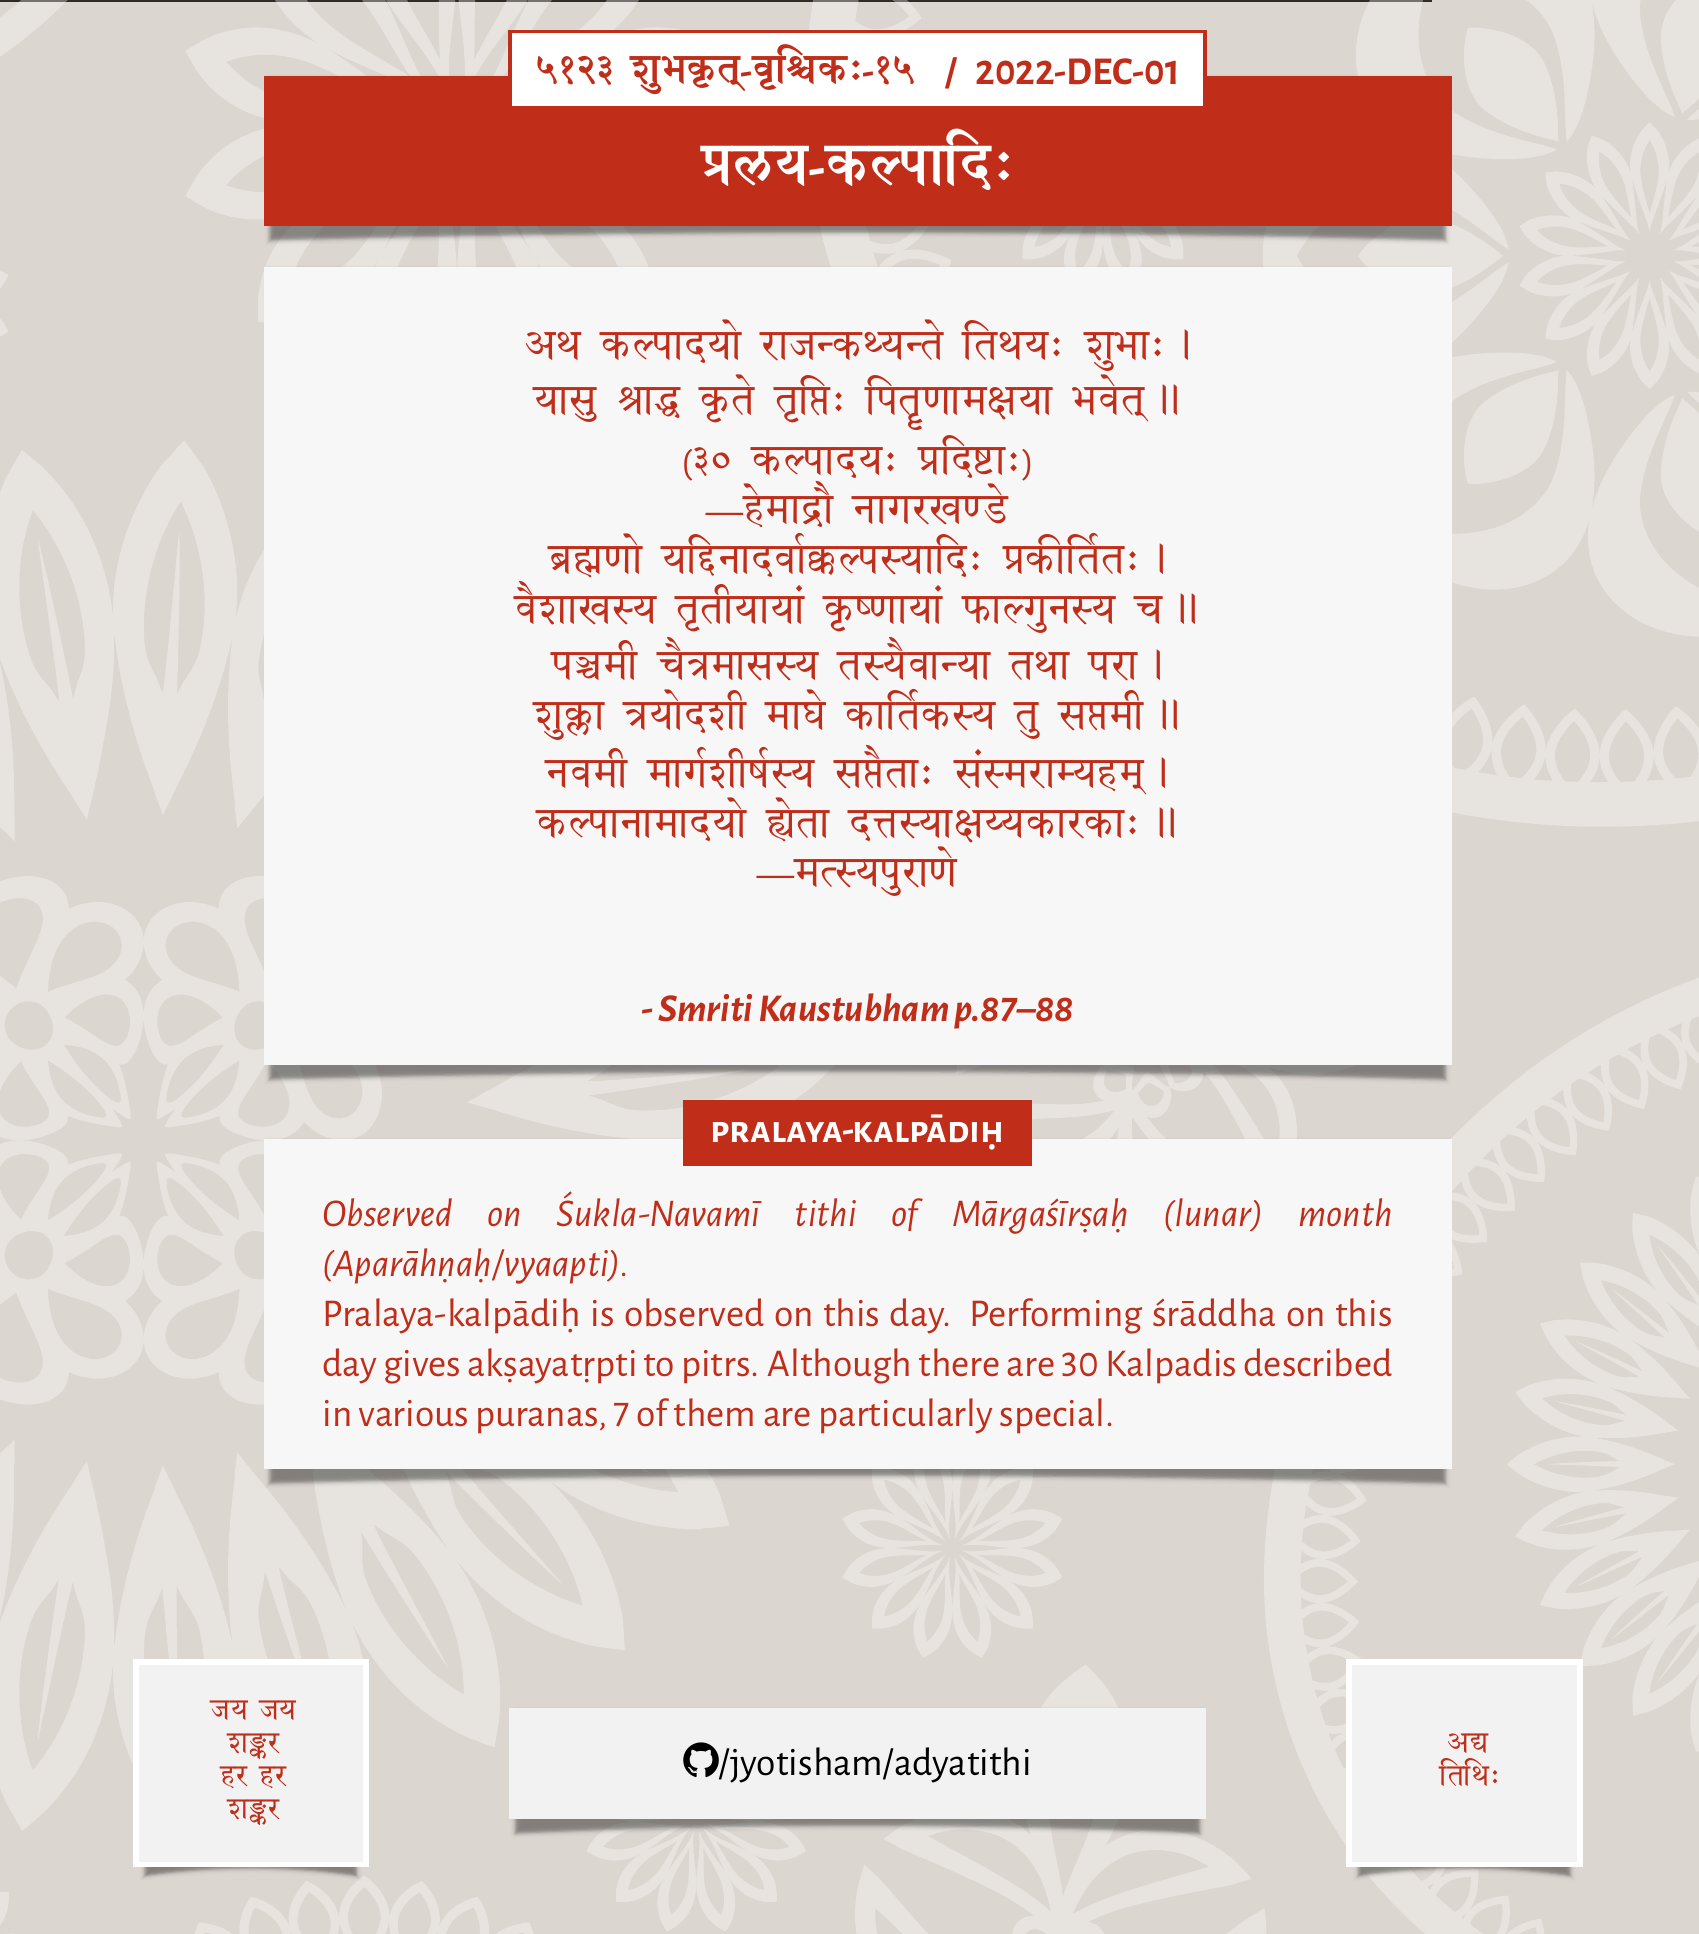 ५१२३ शुभकृत्-वृश्चिकः-१५ / 2022-DEC-01
प्रलय-कल्पादिः
अथ कल्पादयो राजन्कथ्यन्ते तिथयः शुभाः ।
यासु श्राद्धे कृते तृप्तिः पितॄणामक्षया भवेत् ॥
(३० कल्पादयः प्रदिष्टाः)
—हेमाद्रौ नागरखण्डे
ब्रह्मणो यद्दिनादर्वाक्कल्पस्यादिः प्रकीर्तितः ।
वैशाखस्य तृतीयायां कृष्णायां फाल्गुनस्य च ॥
पञ्चमी चैत्रमासस्य तस्यैवान्या तथा परा ।
शुक्ला त्रयोदशी माघे कार्तिकस्य तु सप्तमी ॥
नवमी मार्गशीर्षस्य सप्तैताः संस्मराम्यहम् ।
कल्पानामादयो ह्येता दत्तस्याक्षय्यकारकाः ॥
—मत्स्यपुराणे
- Smriti Kaustubham p.87–88
PRALAYA-KALPĀDIḤ
Observed on Śukla-Navamī tithi of Mārgaśīrṣaḥ (lunar) month
(Aparāhṇaḥ/vyaapti).
Pralaya-kalpādiḥ is observed on this day. Performing śrāddha on this
day gives akṣayatṛpti to pitrs. Although there are 30 Kalpadis described
in various puranas, 7 of them are particularly special.
जय जय
शङ्कर
हर हर
शङ्कर
/jyotisham/adyatithi
अद्य
तिथिः